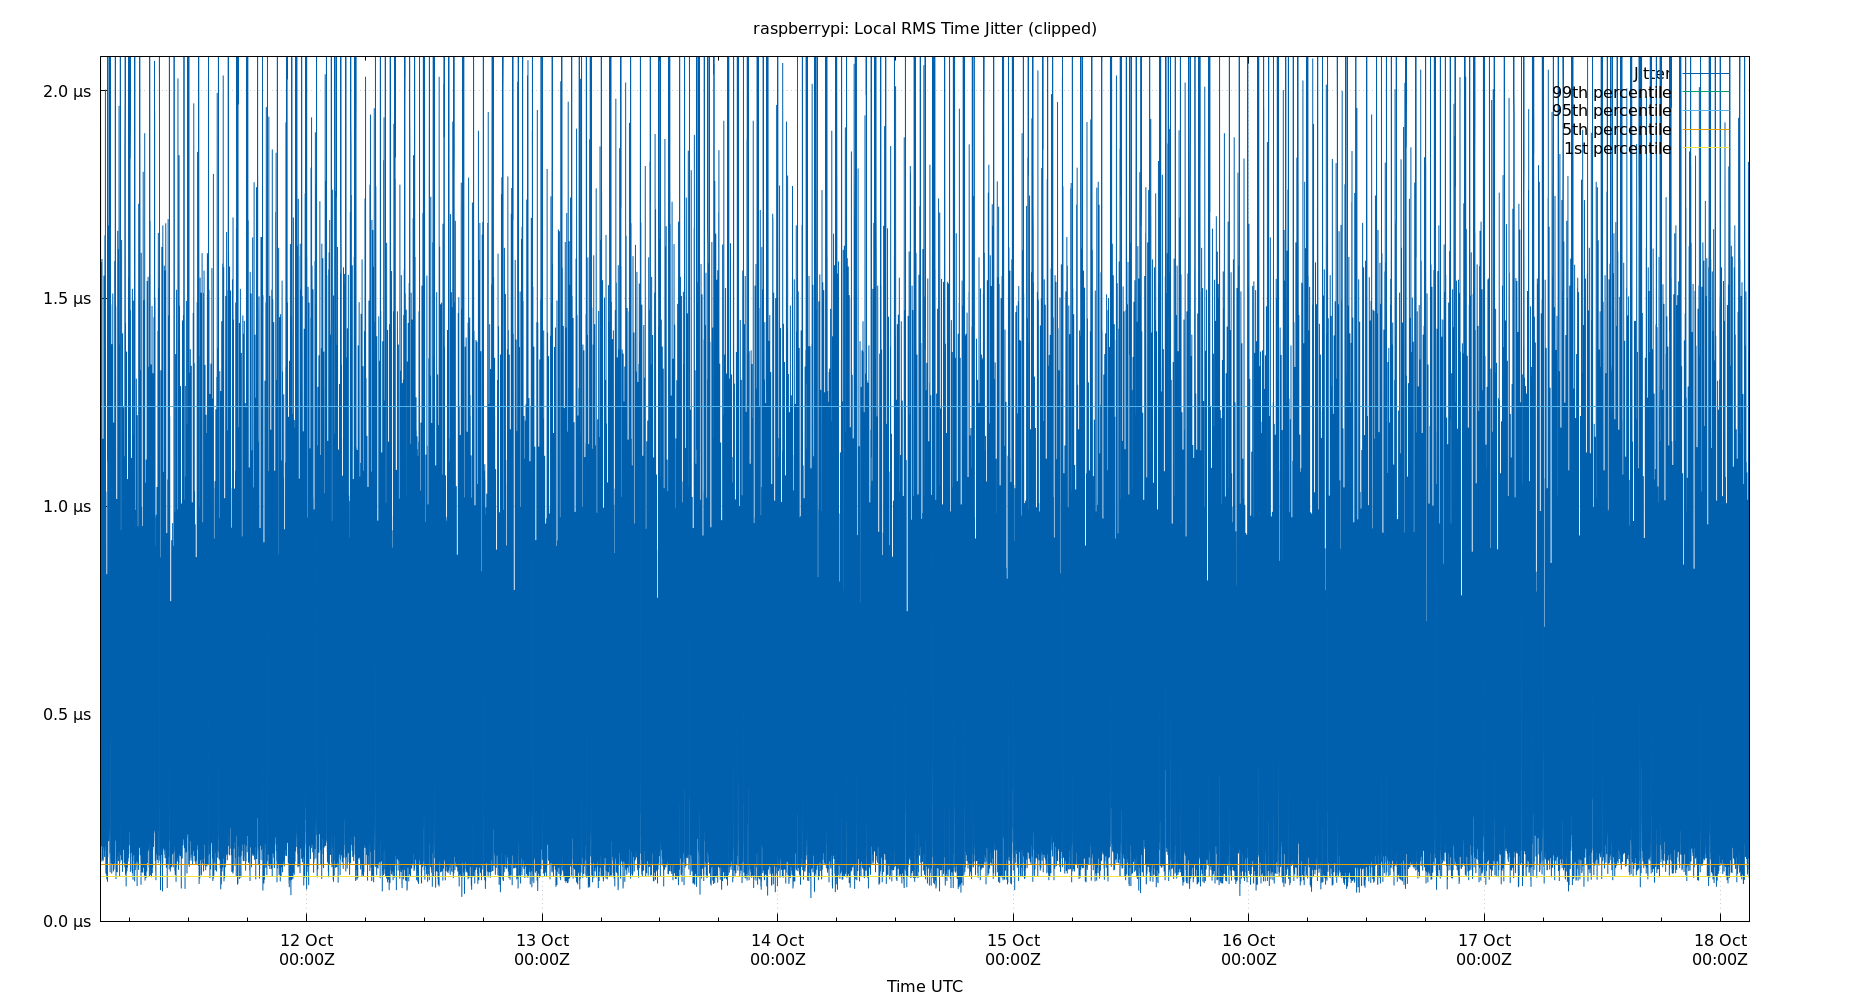 raspberrypi: Local RMS Time Jitter (clipped)
2.0 µs
1.5 µs
1.0 µs
0.5 µs
0.0 µs
Jitter
99th percentile
95th percentile
5th percentile
1st percentile
12 Oct
00:00Z
13 Oct
00:00Z
14 Oct
00:00Z
15 Oct
00:00Z
16 Oct
00:00Z
17 Oct
00:00Z
18 Oct
00:00Z
Time UTC